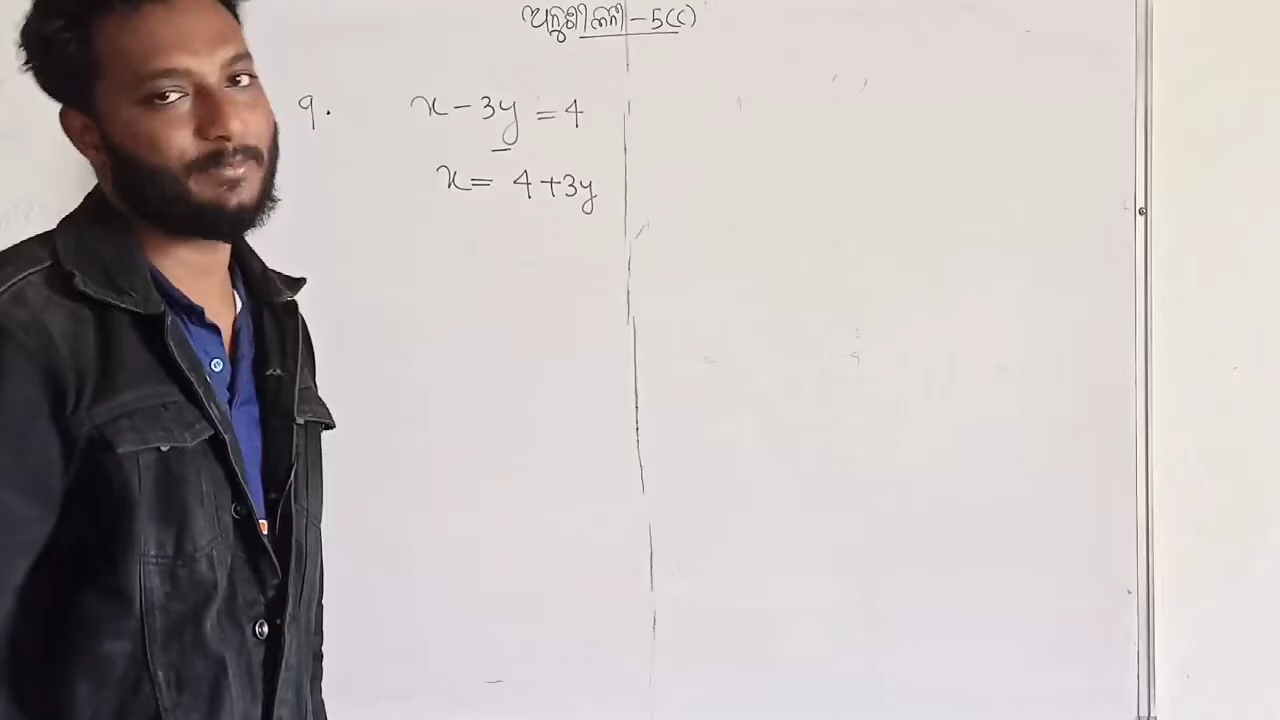 ଅନୁଶୀଳନୀ-5(c)
9. x - 3y = 4
x = 4 + 3y